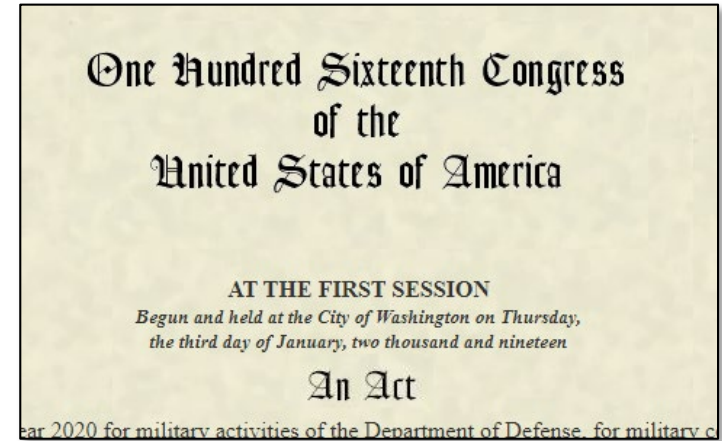 One Hundred Sixteenth Congress
of the
United States of America
AT THE FIRST SESSION
Begun and held at the City of Washington on Thursday,
the third day of January, two thousand and nineteen
An Act
ear 2020 for military activities of the Department of Defense, for military c